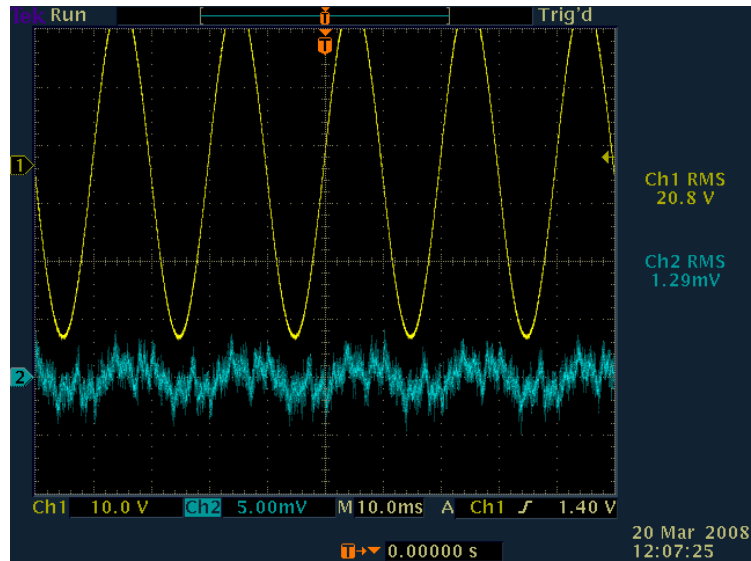 Tek Run Trig'd
T
T
1
Ch1 RMS
20.8 V
Ch2 RMS
1.29mV
2
Ch1 10.0 V Ch2 5.00mV M 10.0ms A Ch1 1.40 V
T 0.00000 s
20 Mar 2008
12:07:25